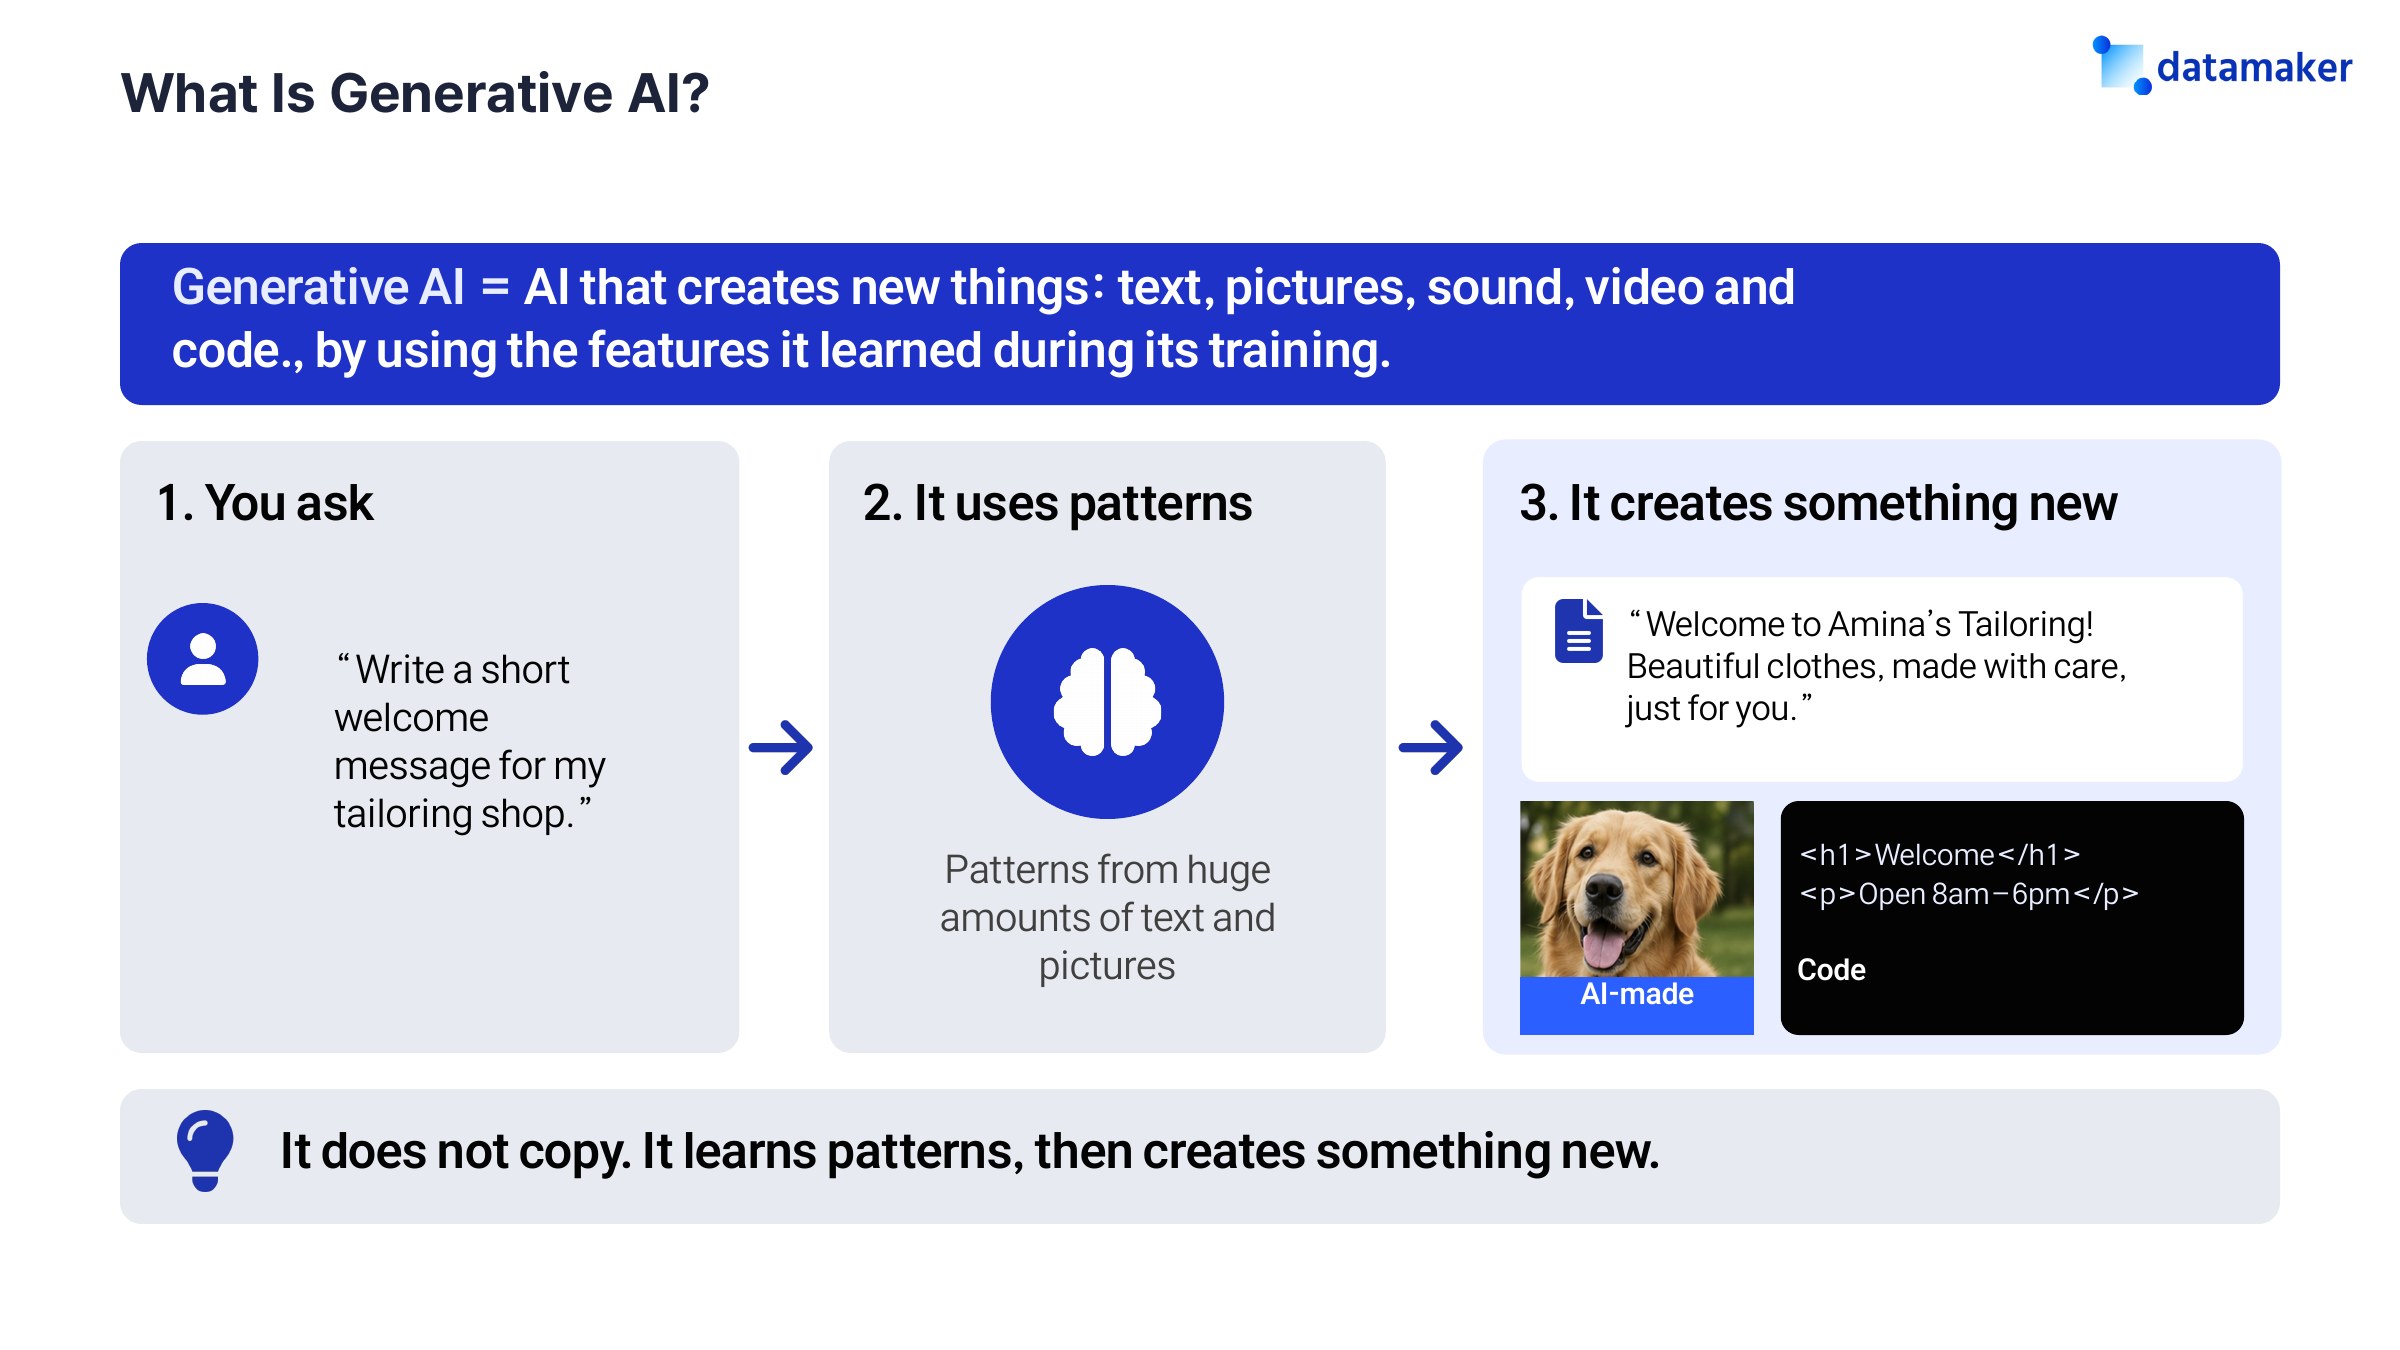 What Is Generative AI?
datamaker
Generative AI = AI that creates new things: text, pictures, sound, video and
code., by using the features it learned during its training.
1. You ask
“Write a short
welcome
message for my
tailoring shop.”
2. It uses patterns
Patterns from huge
amounts of text and
pictures
3. It creates something new
“Welcome to Amina’s Tailoring!
Beautiful clothes, made with care,
just for you.”
AI-made
<h1>Welcome</h1>
<p>Open 8am–6pm</p>
Code
It does not copy. It learns patterns, then creates something new.